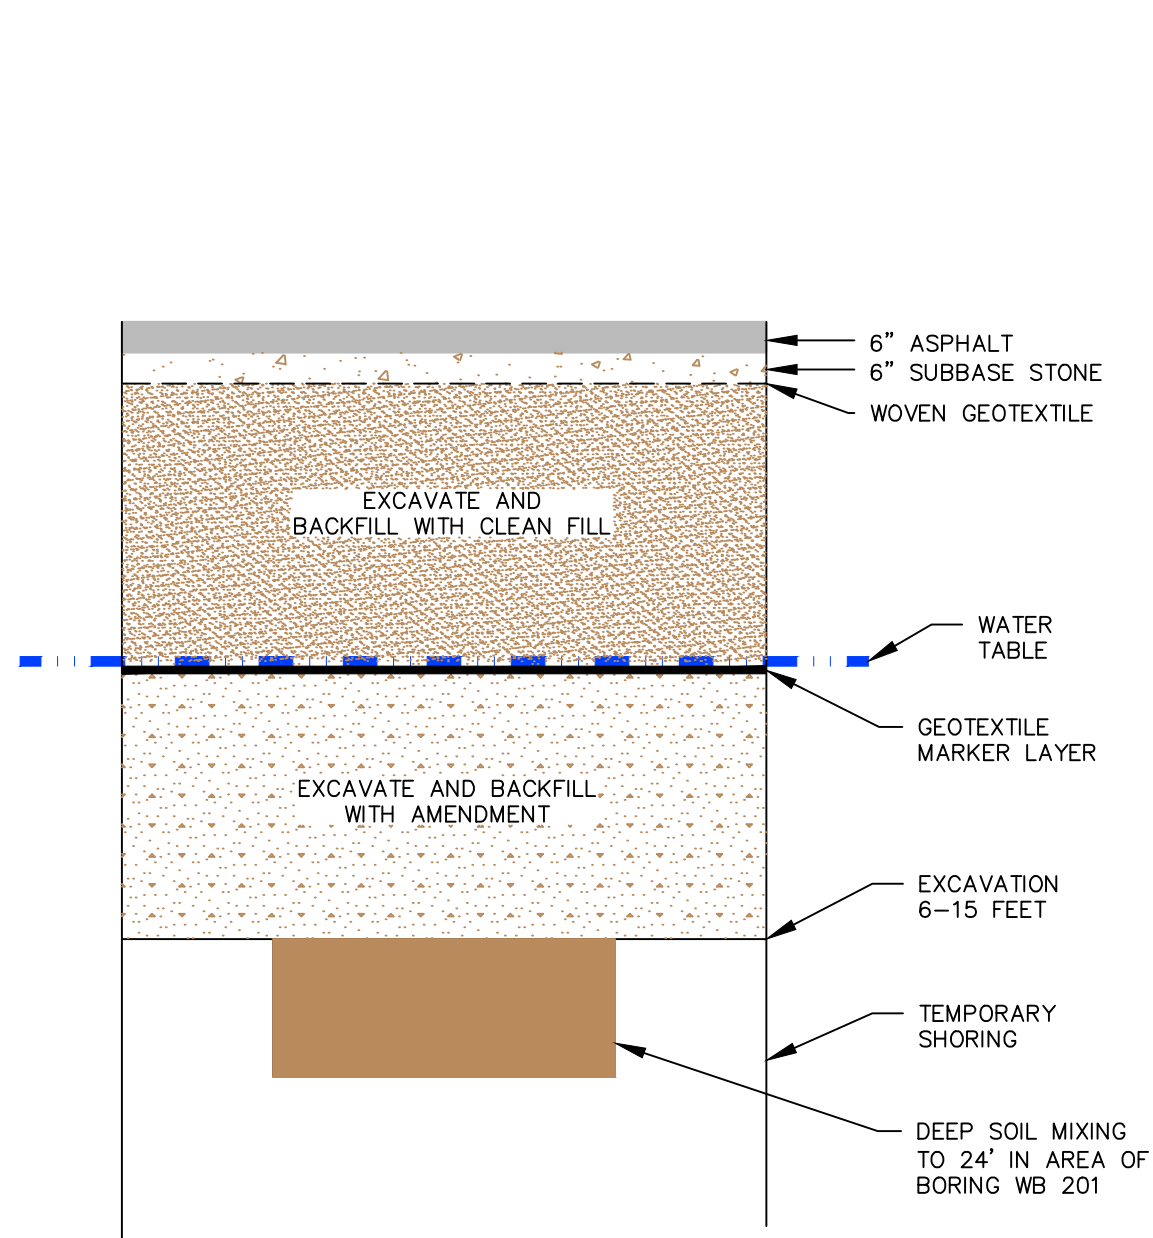 6” ASPHALT
6” SUBBASE STONE
WOVEN GEOTEXTILE
EXCAVATE AND
BACKFILL WITH CLEAN FILL
WATER
TABLE
GEOTEXTILE
MARKER LAYER
EXCAVATE AND BACKFILL
WITH AMENDMENT
EXCAVATION
6–15 FEET
TEMPORARY
SHORING
DEEP SOIL MIXING
TO 24’ IN AREA OF
BORING WB 201